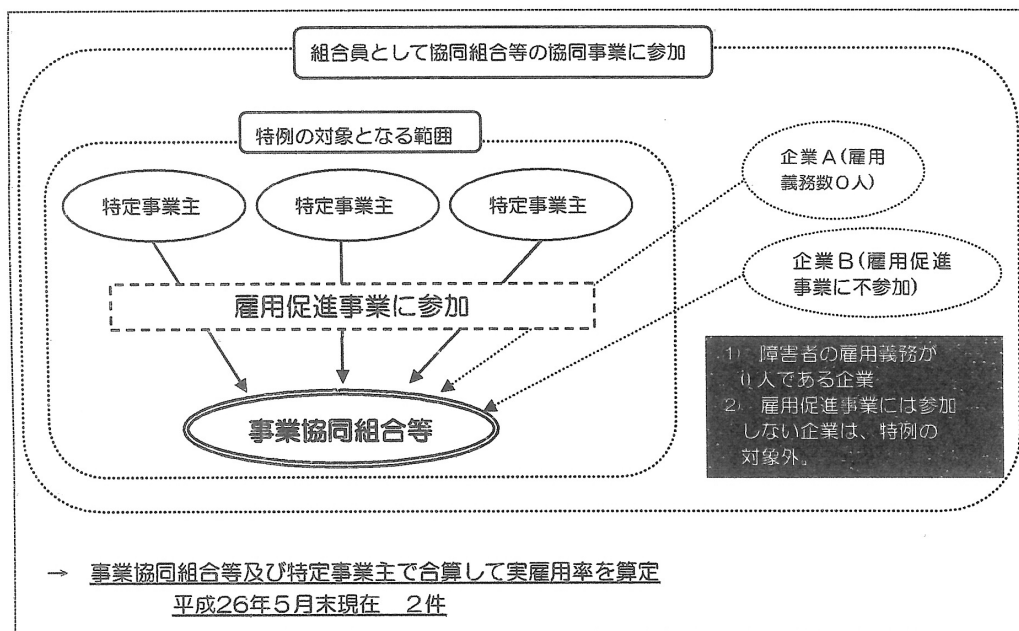 組合員として協同組合等の協同事業に参加
特例の対象となる範囲
特定事業主
特定事業主
特定事業主
企業A(雇用
義務数0人)
雇用促進事業に参加
企業B(雇用促進
事業に不参加)
事業協同組合等
1) 障害者の雇用義務が
0人である企業
2) 雇用促進事業には参加
しない企業は、特例の
対象外。
→ 事業協同組合等及び特定事業主で合算して実雇用率を算定
平成26年5月末現在 2件